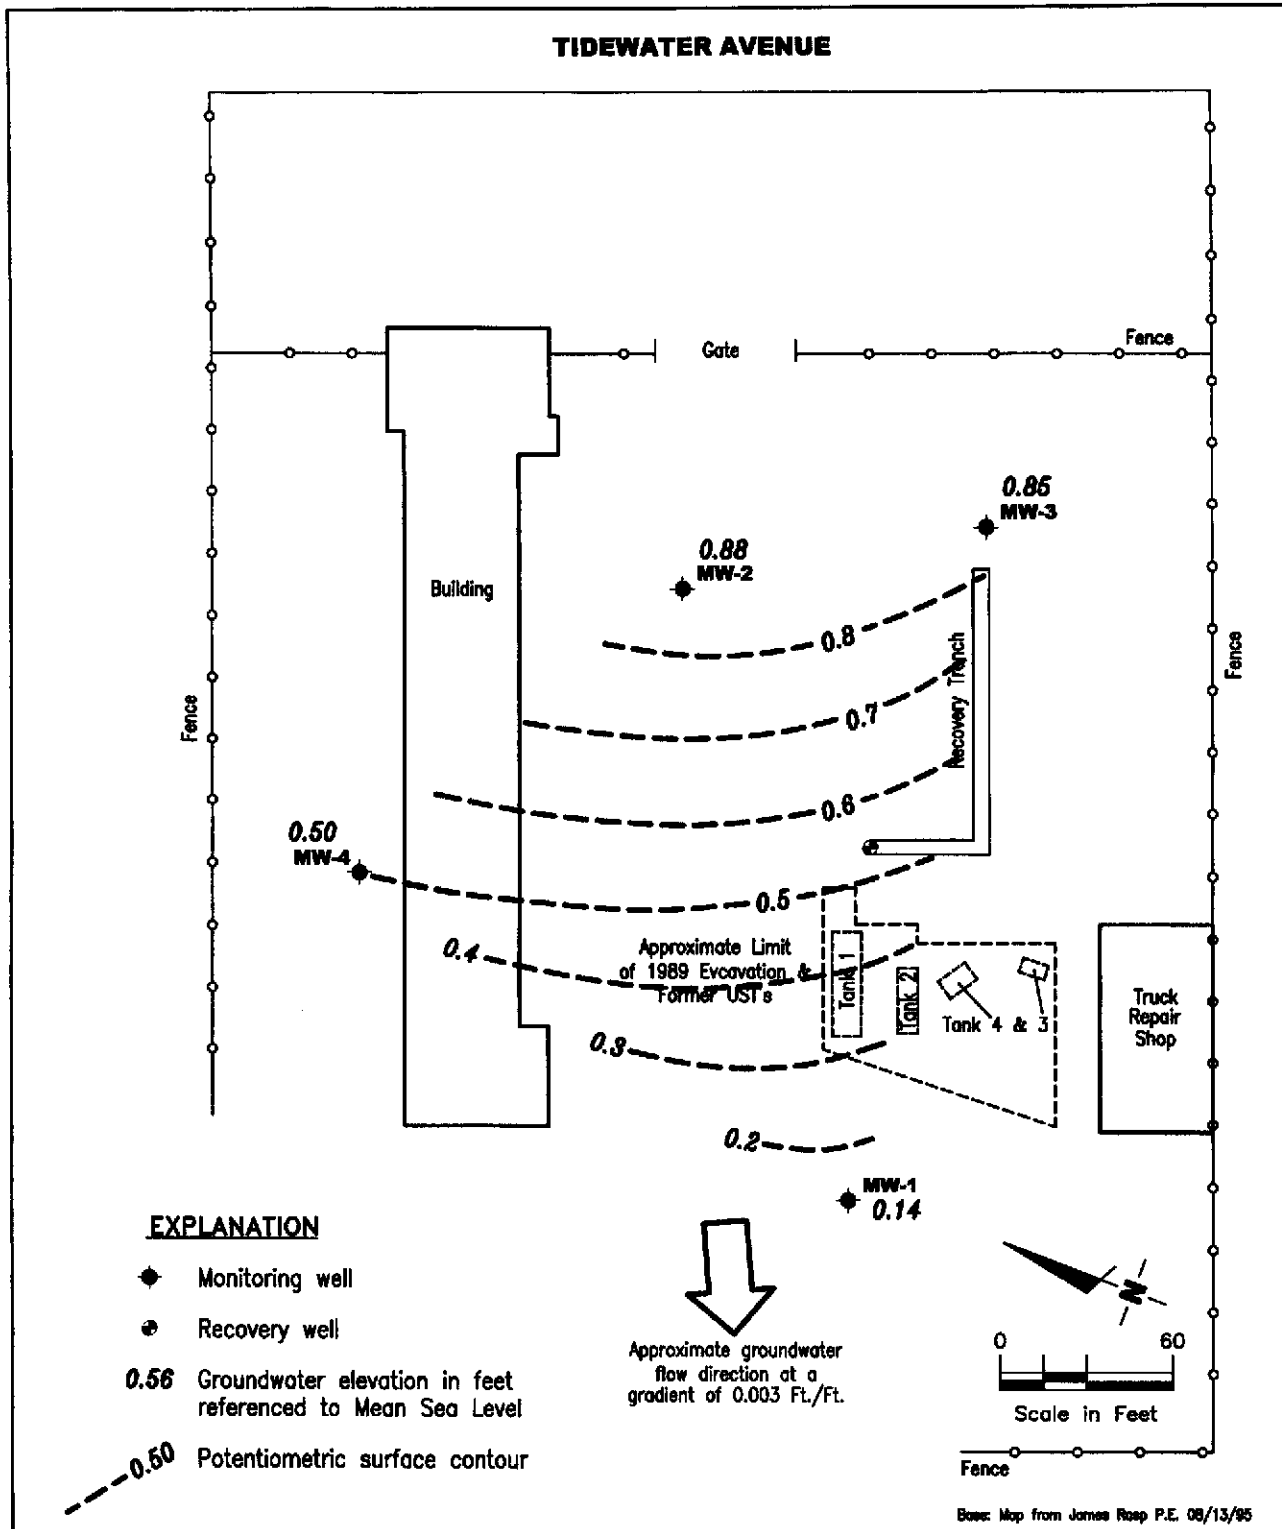 TIDEWATER AVENUE
Gate
Fence
0.85
MW-3
0.88
MW-2
Building
0.8
Recovery Trench
Fence
Fence
0.7
0.6
0.50
MW-4
0.5
0.4
Approximate Limit
of 1989 Evcavation &
Former USTs
Tank 1
Tank 2
Tank 4 & 3
Truck
Repair
Shop
0.3
0.2
MW-1
0.14
EXPLANATION
Monitoring well
Recovery well
0.56 Groundwater elevation in feet
referenced to Mean Sea Level
0.50 Potentiometric surface contour
Approximate groundwater
flow direction at a
gradient of 0.003 Ft./Ft.
N
0 60
Scale in Feet
Fence
Base: Map from James Rasp P.E. 08/13/95